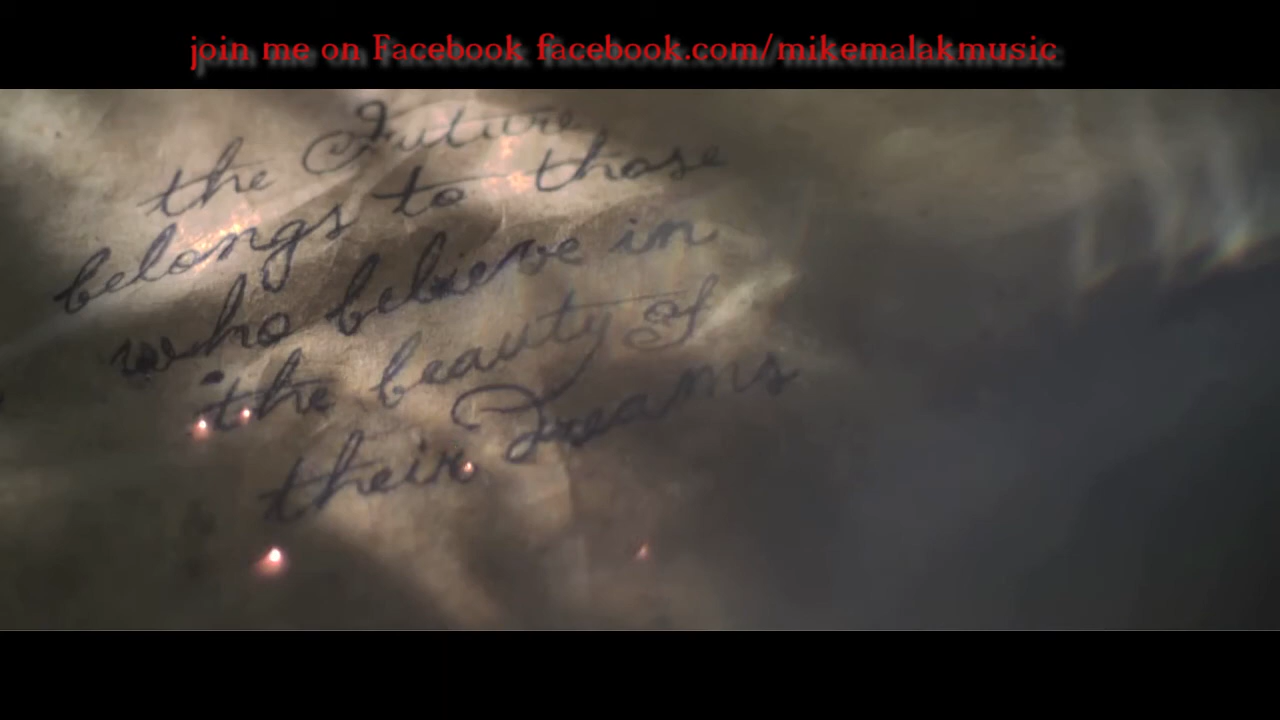 join me on Facebook facebook.com/mikemalakmusic
the Future
belongs to those
who believe in
the beauty of
their Dreams